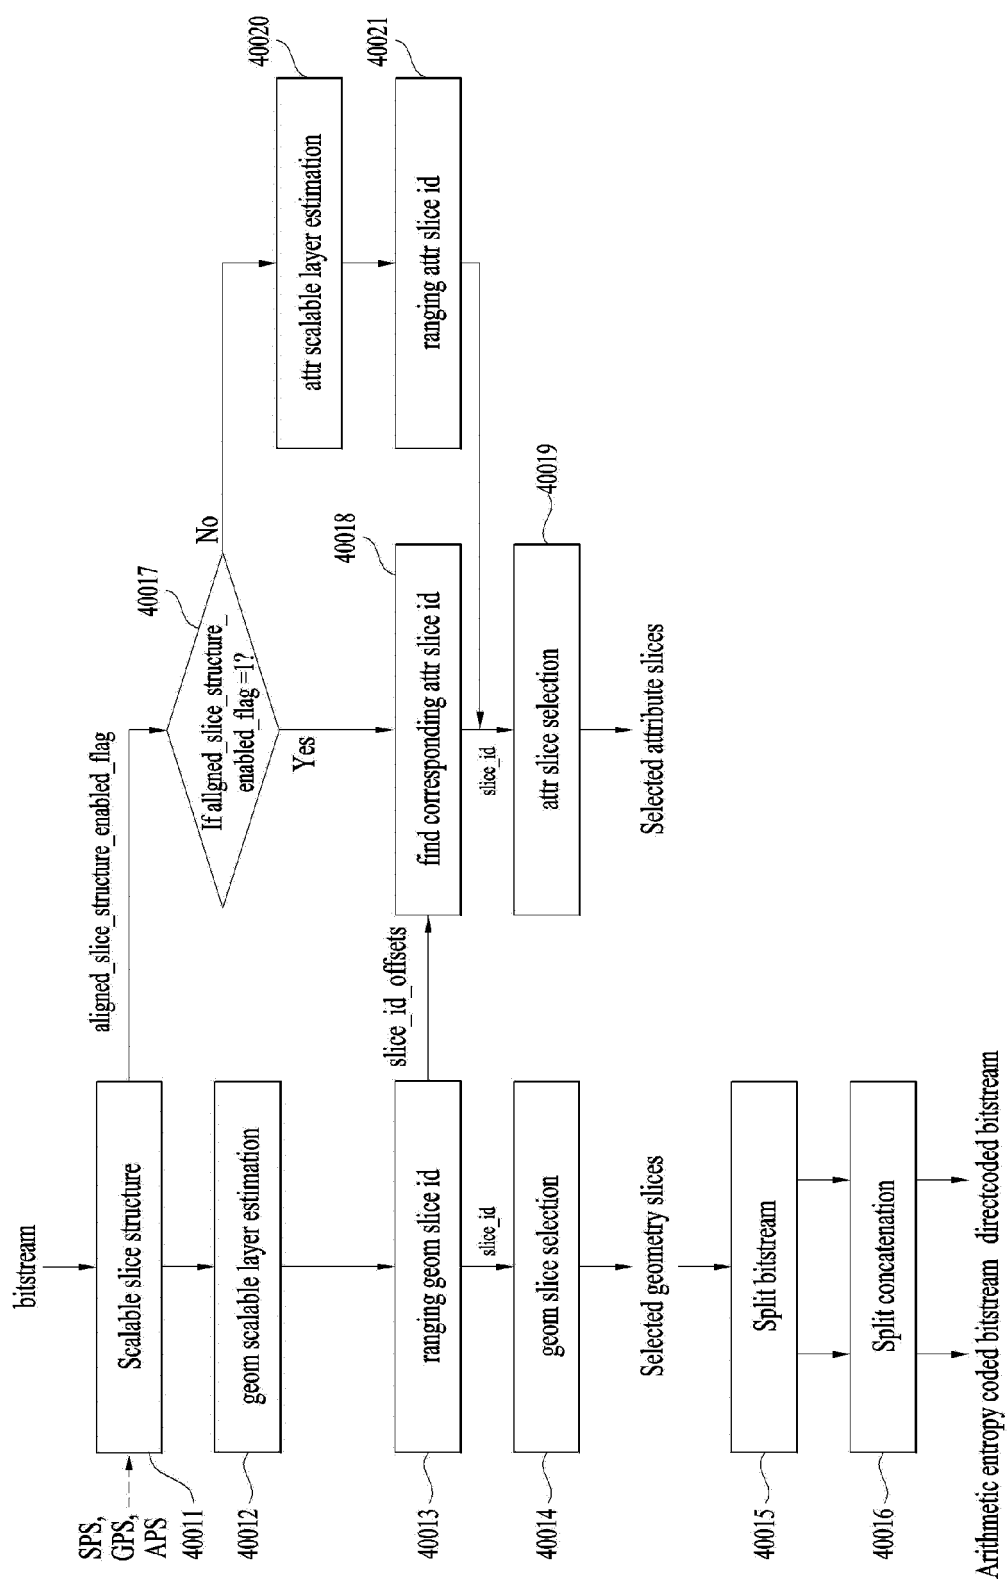 bitstream
SPS,
GPS,
APS
Scalable slice structure
40011
aligned_slice_structure_enabled_flag
geom scalable layer estimation
40012
If aligned_slice_structure_
enabled_flag =1?
40017
Yes
No
attr scalable layer estimation
40020
ranging geom slice id
40013
slice_id_offsets
find corresponding attr slice id
40018
ranging attr slice id
40021
slice_id
slice_id
geom slice selection
40014
attr slice selection
40019
Selected geometry slices
Selected attribute slices
Split bitstream
40015
Split concatenation
40016
Arithmetic entropy coded bitstream
directcoded bitstream